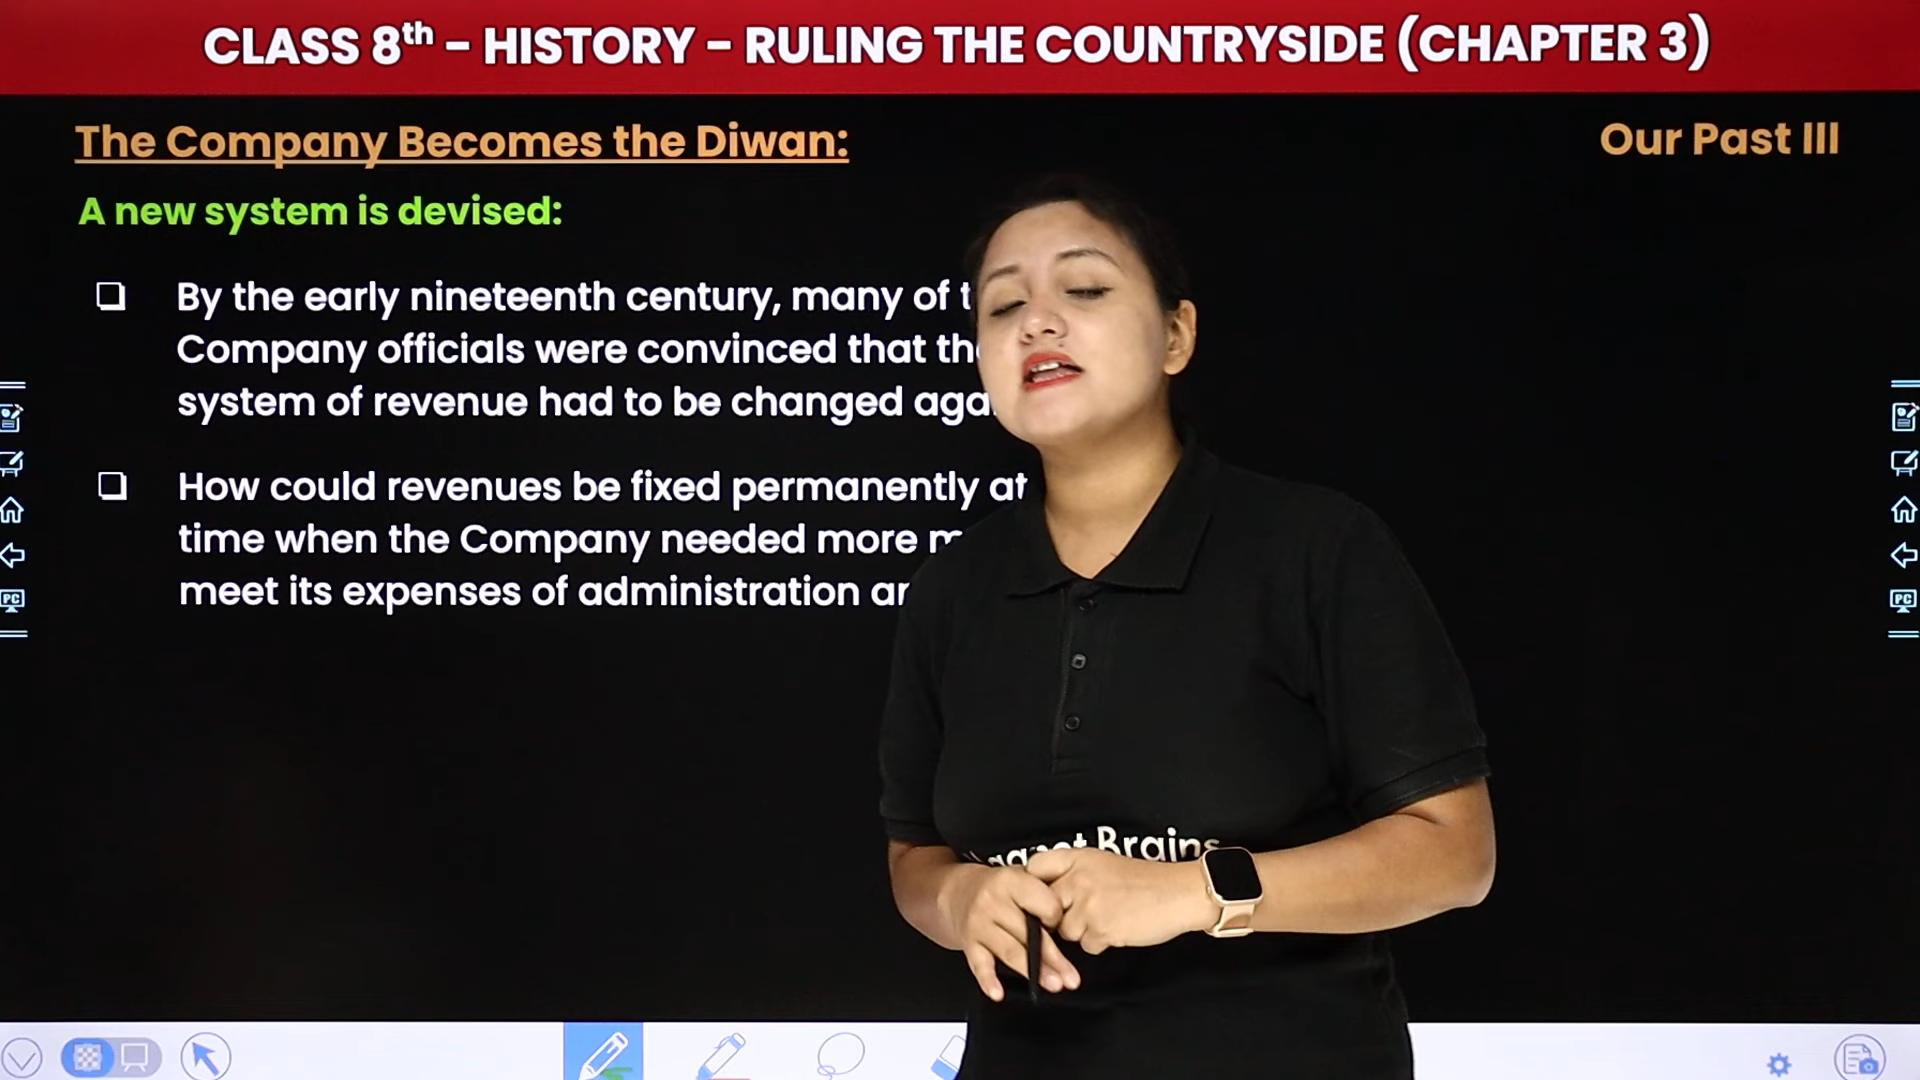 CLASS 8th – HISTORY – RULING THE COUNTRYSIDE (CHAPTER 3)
The Company Becomes the Diwan:
Our Past III
A new system is devised:
❑ By the early nineteenth century, many of
Company officials were convinced that
system of revenue had to be changed
❑ How could revenues be fixed permanently at
time when the Company needed more
meet its expenses of administration
PC
PC
Brains